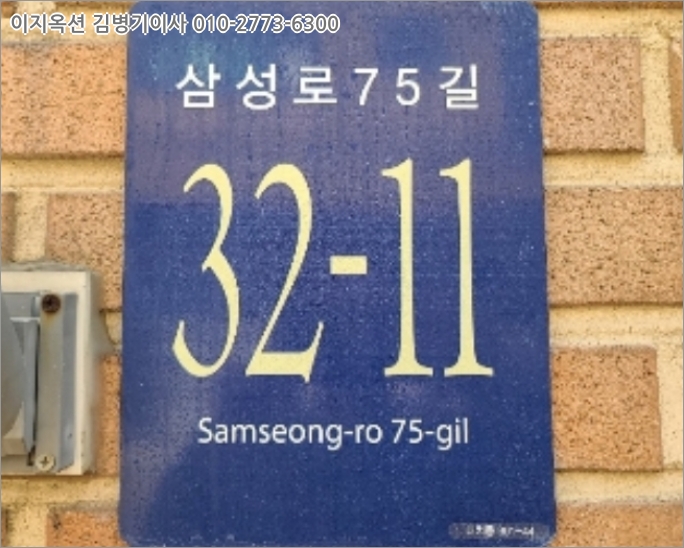 이지옥션 김병기이사 010-2773-6300
삼성로75길
32-11
Samseong-ro 75-gil